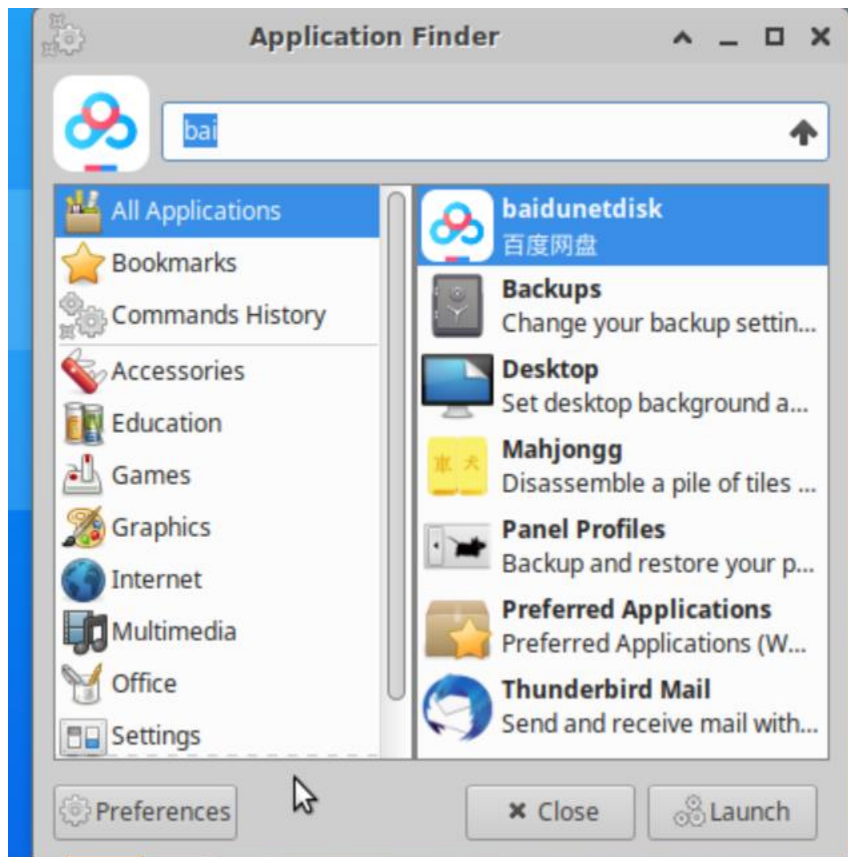 Application Finder
bai
All Applications
Bookmarks
Commands History
Accessories
Education
Games
Graphics
Internet
Multimedia
Office
Settings
baidunetdisk
百度网盘
Backups
Change your backup settin...
Desktop
Set desktop background a...
Mahjongg
Disassemble a pile of tiles ...
Panel Profiles
Backup and restore your p...
Preferred Applications
Preferred Applications (W...
Thunderbird Mail
Send and receive mail with...
Preferences
Close
Launch